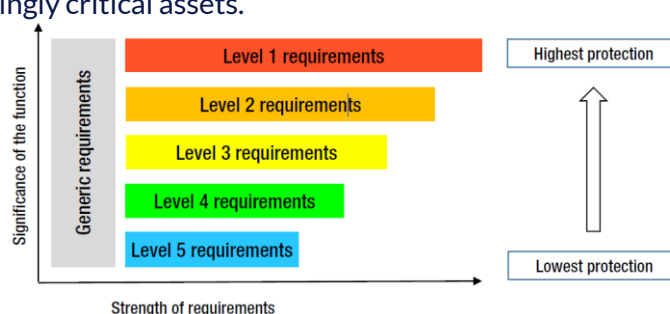 ingly critical assets.
Significance of the function
Generic requirements
Level 1 requirements
Level 2 requirements
Level 3 requirements
Level 4 requirements
Level 5 requirements
Highest protection
Lowest protection
Strength of requirements